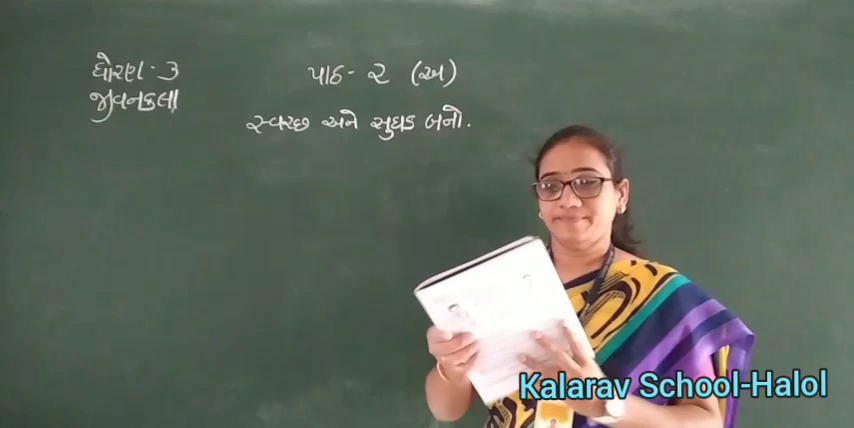 ધોરણ - ૩
જીવનકલા
પાઠ - ૨ (અ)
સ્વચ્છ અને સુઘડ બનો.
Kalarav School-Halol